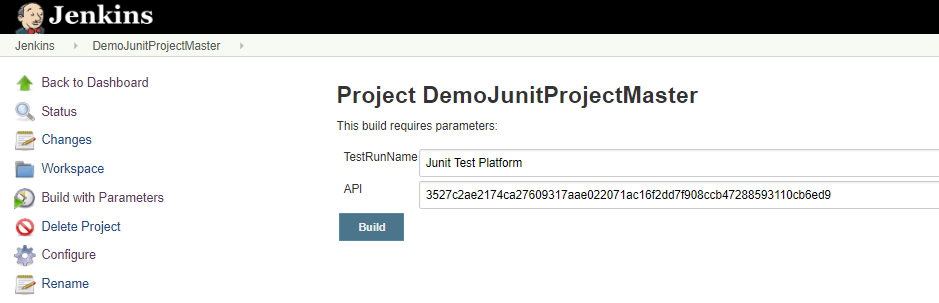 Jenkins
Jenkins DemoJunitProjectMaster
Back to Dashboard
Status
Changes
Workspace
Build with Parameters
Delete Project
Configure
Rename
Project DemoJunitProjectMaster
This build requires parameters:
TestRunName Junit Test Platform
API 3527c2ae2174ca27609317aae022071ac16f2dd7f908ccb47288593110cb6ed9
Build